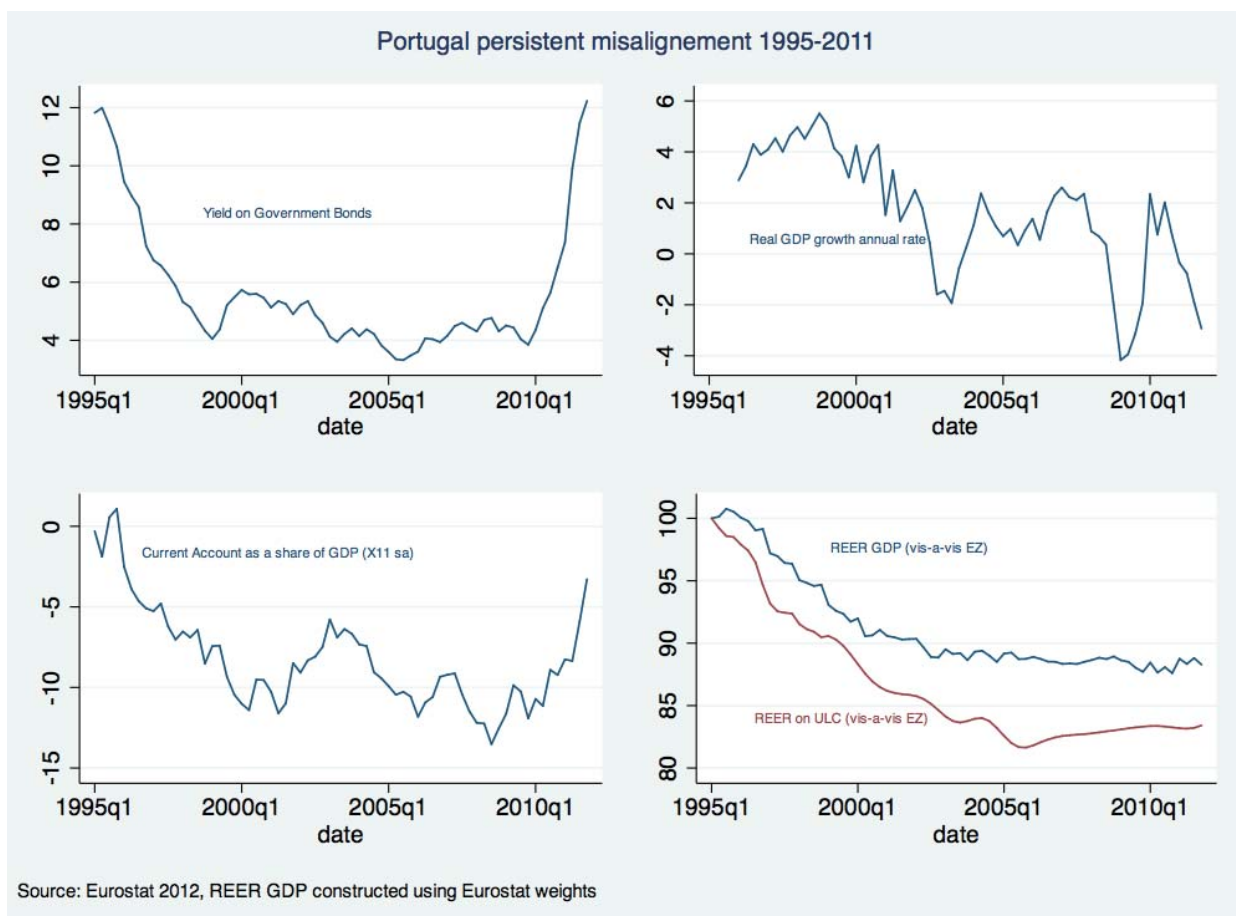 Portugal persistent misalignement 1995-2011
12
10
8
6
4
Yield on Government Bonds
1995q1 2000q1 2005q1 2010q1
date
6
4
2
0
-2
-4
Real GDP growth annual rate
1995q1 2000q1 2005q1 2010q1
date
0
-5
-10
-15
Current Account as a share of GDP (X11 sa)
1995q1 2000q1 2005q1 2010q1
date
100
95
90
85
80
REER GDP (vis-a-vis EZ)
REER on ULC (vis-a-vis EZ)
1995q1 2000q1 2005q1 2010q1
date
Source: Eurostat 2012, REER GDP constructed using Eurostat weights